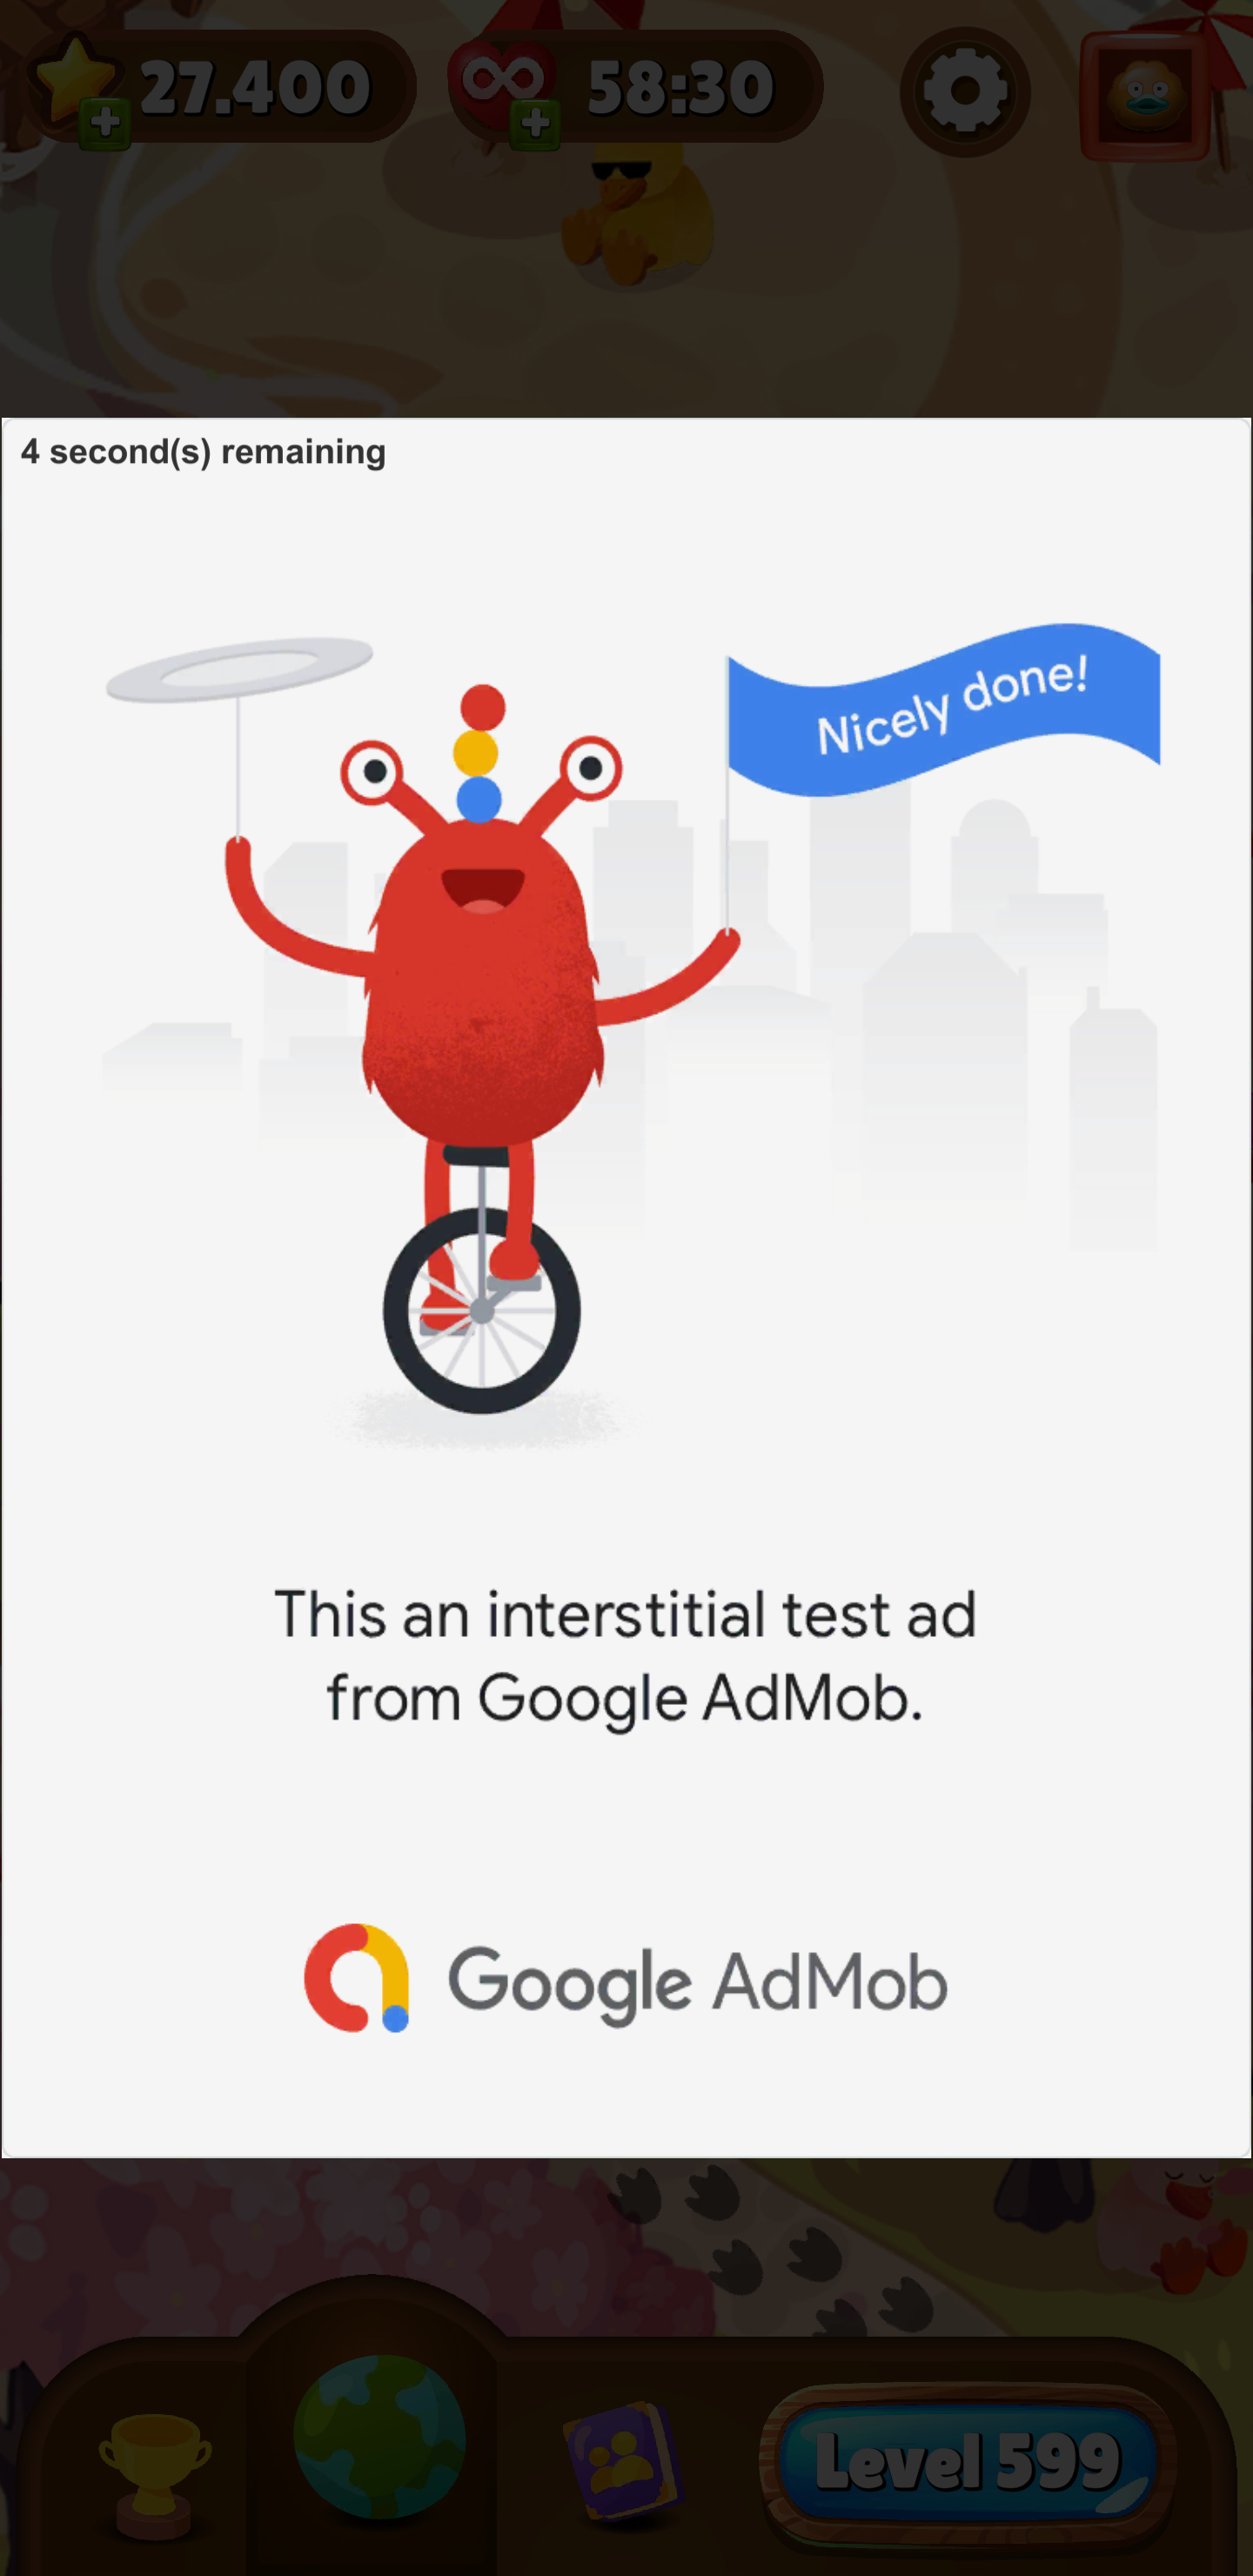 27.400
58:30
4 second(s) remaining
Nicely done!
This an interstitial test ad
from Google AdMob.
Google AdMob
Level 599